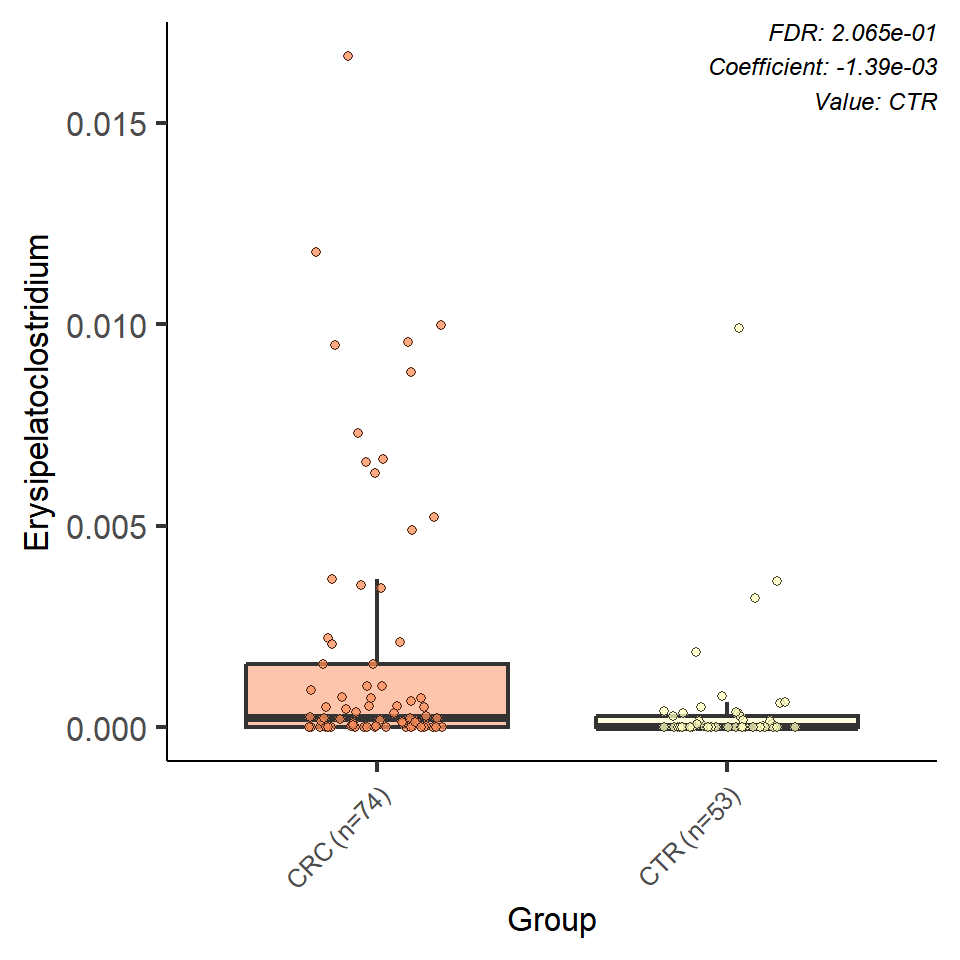 FDR: 2.065e-01
Coefficient: -1.39e-03
Value: CTR
Erysipelatoclostridium
0.015
0.010
0.005
0.000
CRC (n=74)
CTR (n=53)
Group